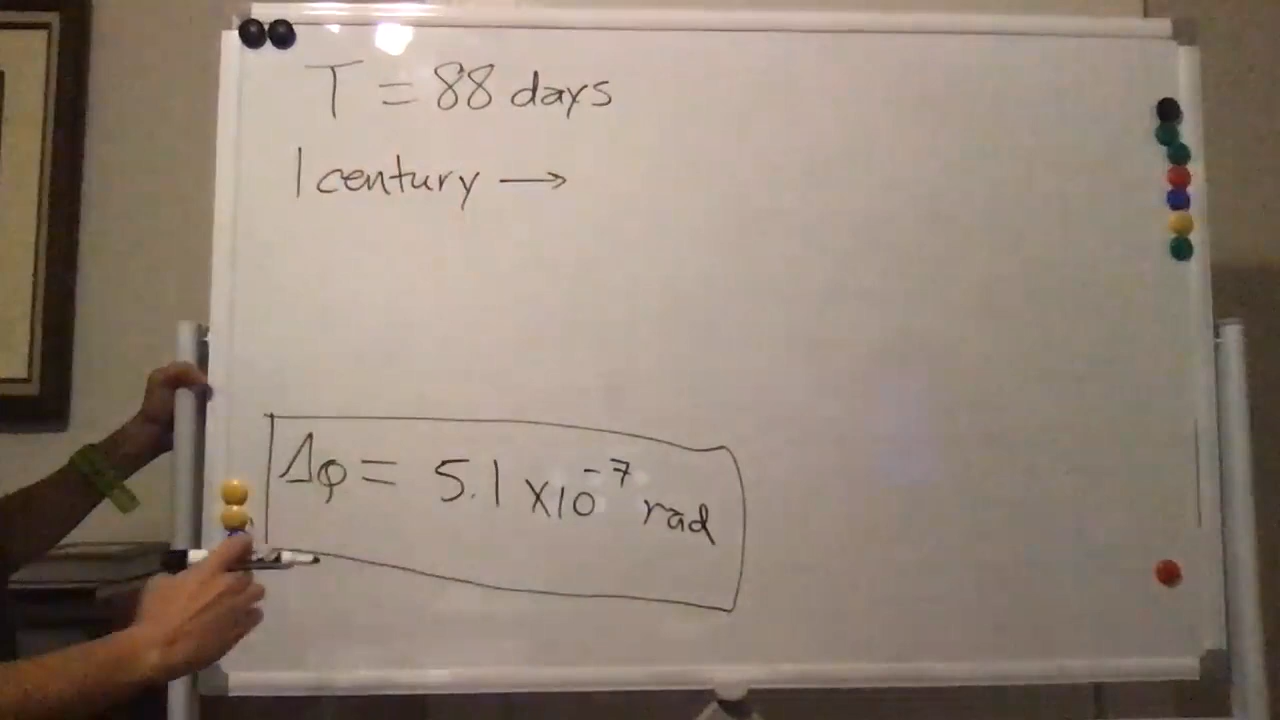 T = 88 days
1 century →
Δφ = 5.1 x10⁻⁷ rad